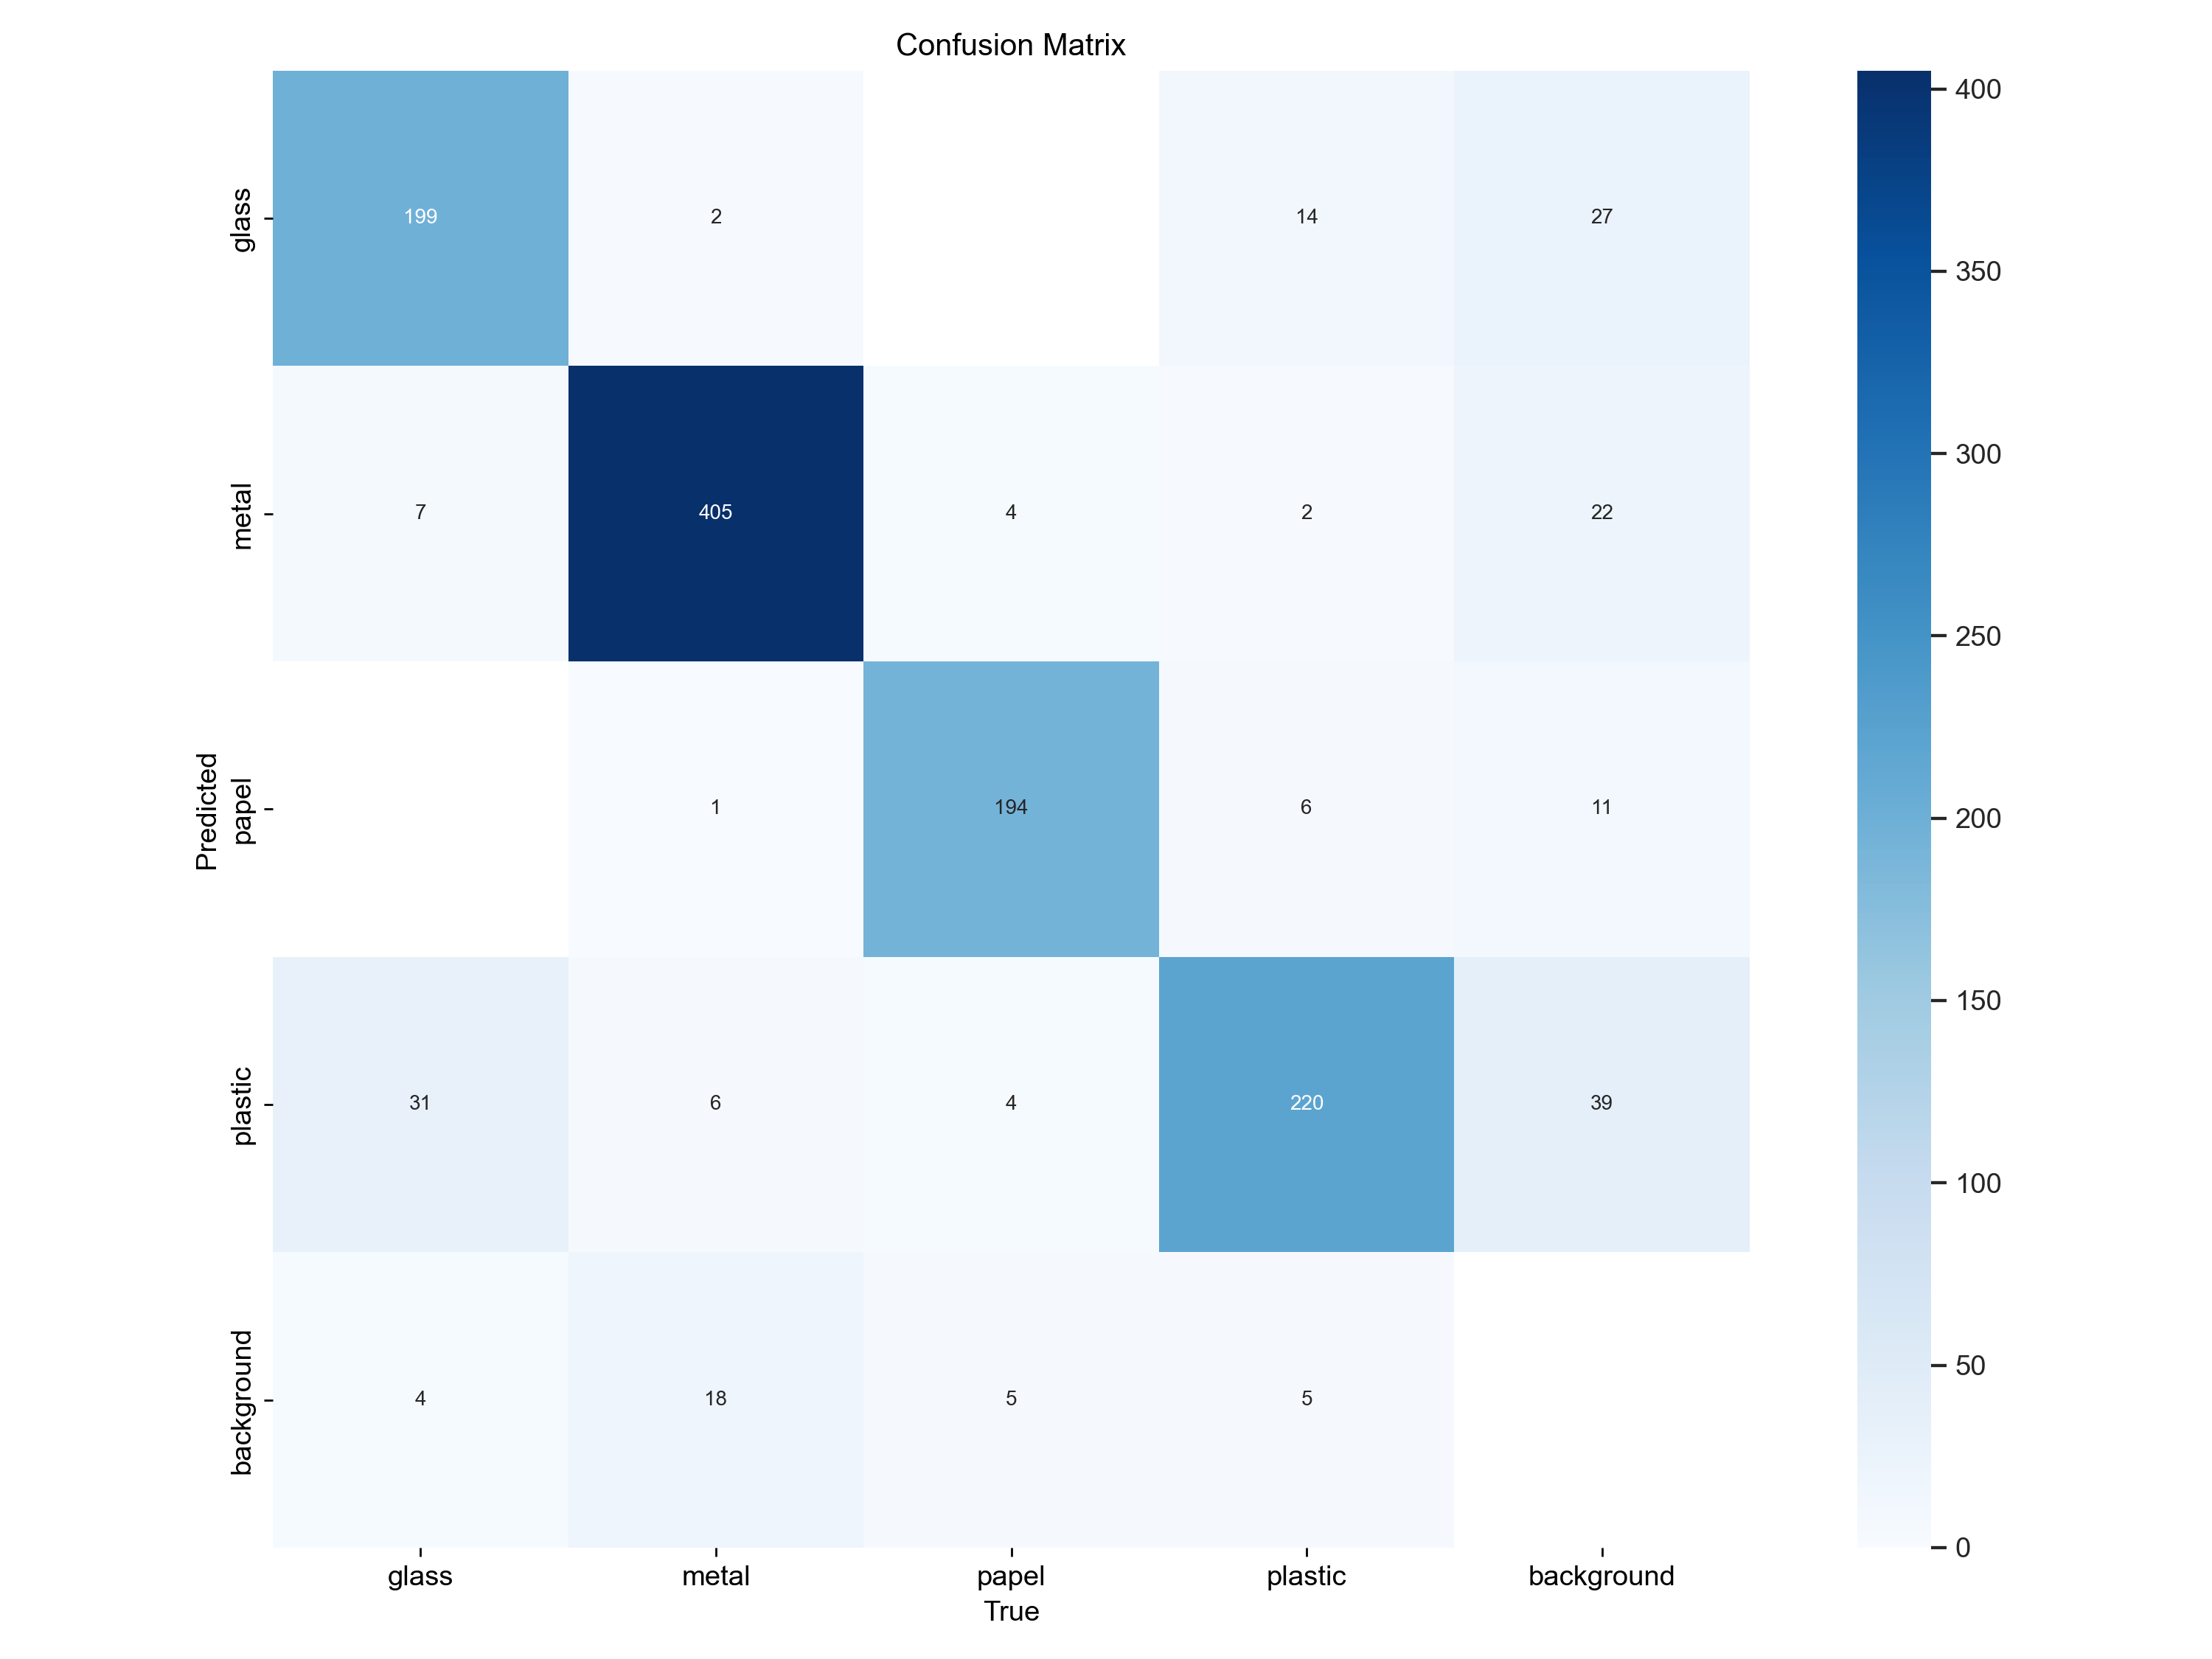 Confusion Matrix
glass 199 2 14 27
metal 7 405 4 2 22
papel 1 194 6 11
plastic 31 6 4 220 39
background 4 18 5 5
Predicted
glass metal papel plastic background
True
400
350
300
250
200
150
100
50
0